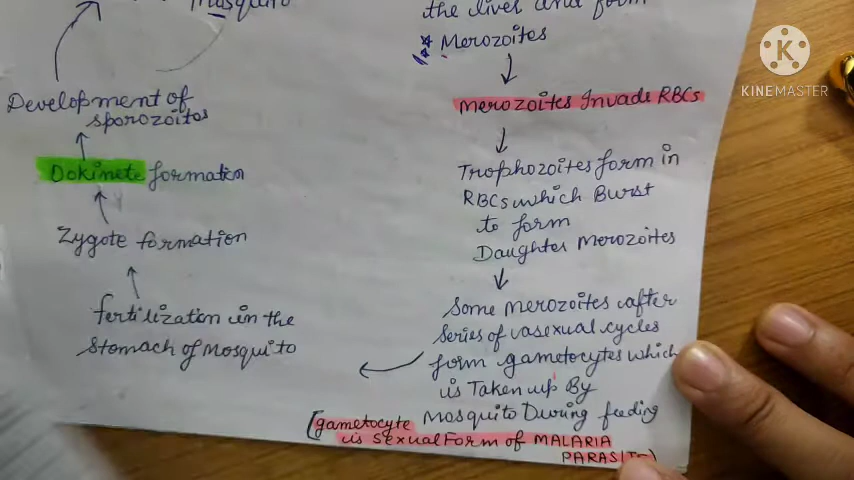 Mosquito
Development of
sporozoites
Ookinete formation
Zygote formation
Fertilization in the
Stomach of Mosquito
the lives and form
Merozoites
Merozoites Invade RBCs
Trophozoites form in
RBCs which Burst
to form
Daughter Merozoites
Some merozoites after
Series of asexual cycles
form gametocytes which
is Taken up By
Mosquito During feeding
[gametocyte
is sexual Form of MALARIA
PARASITE)
K
KINEMASTER